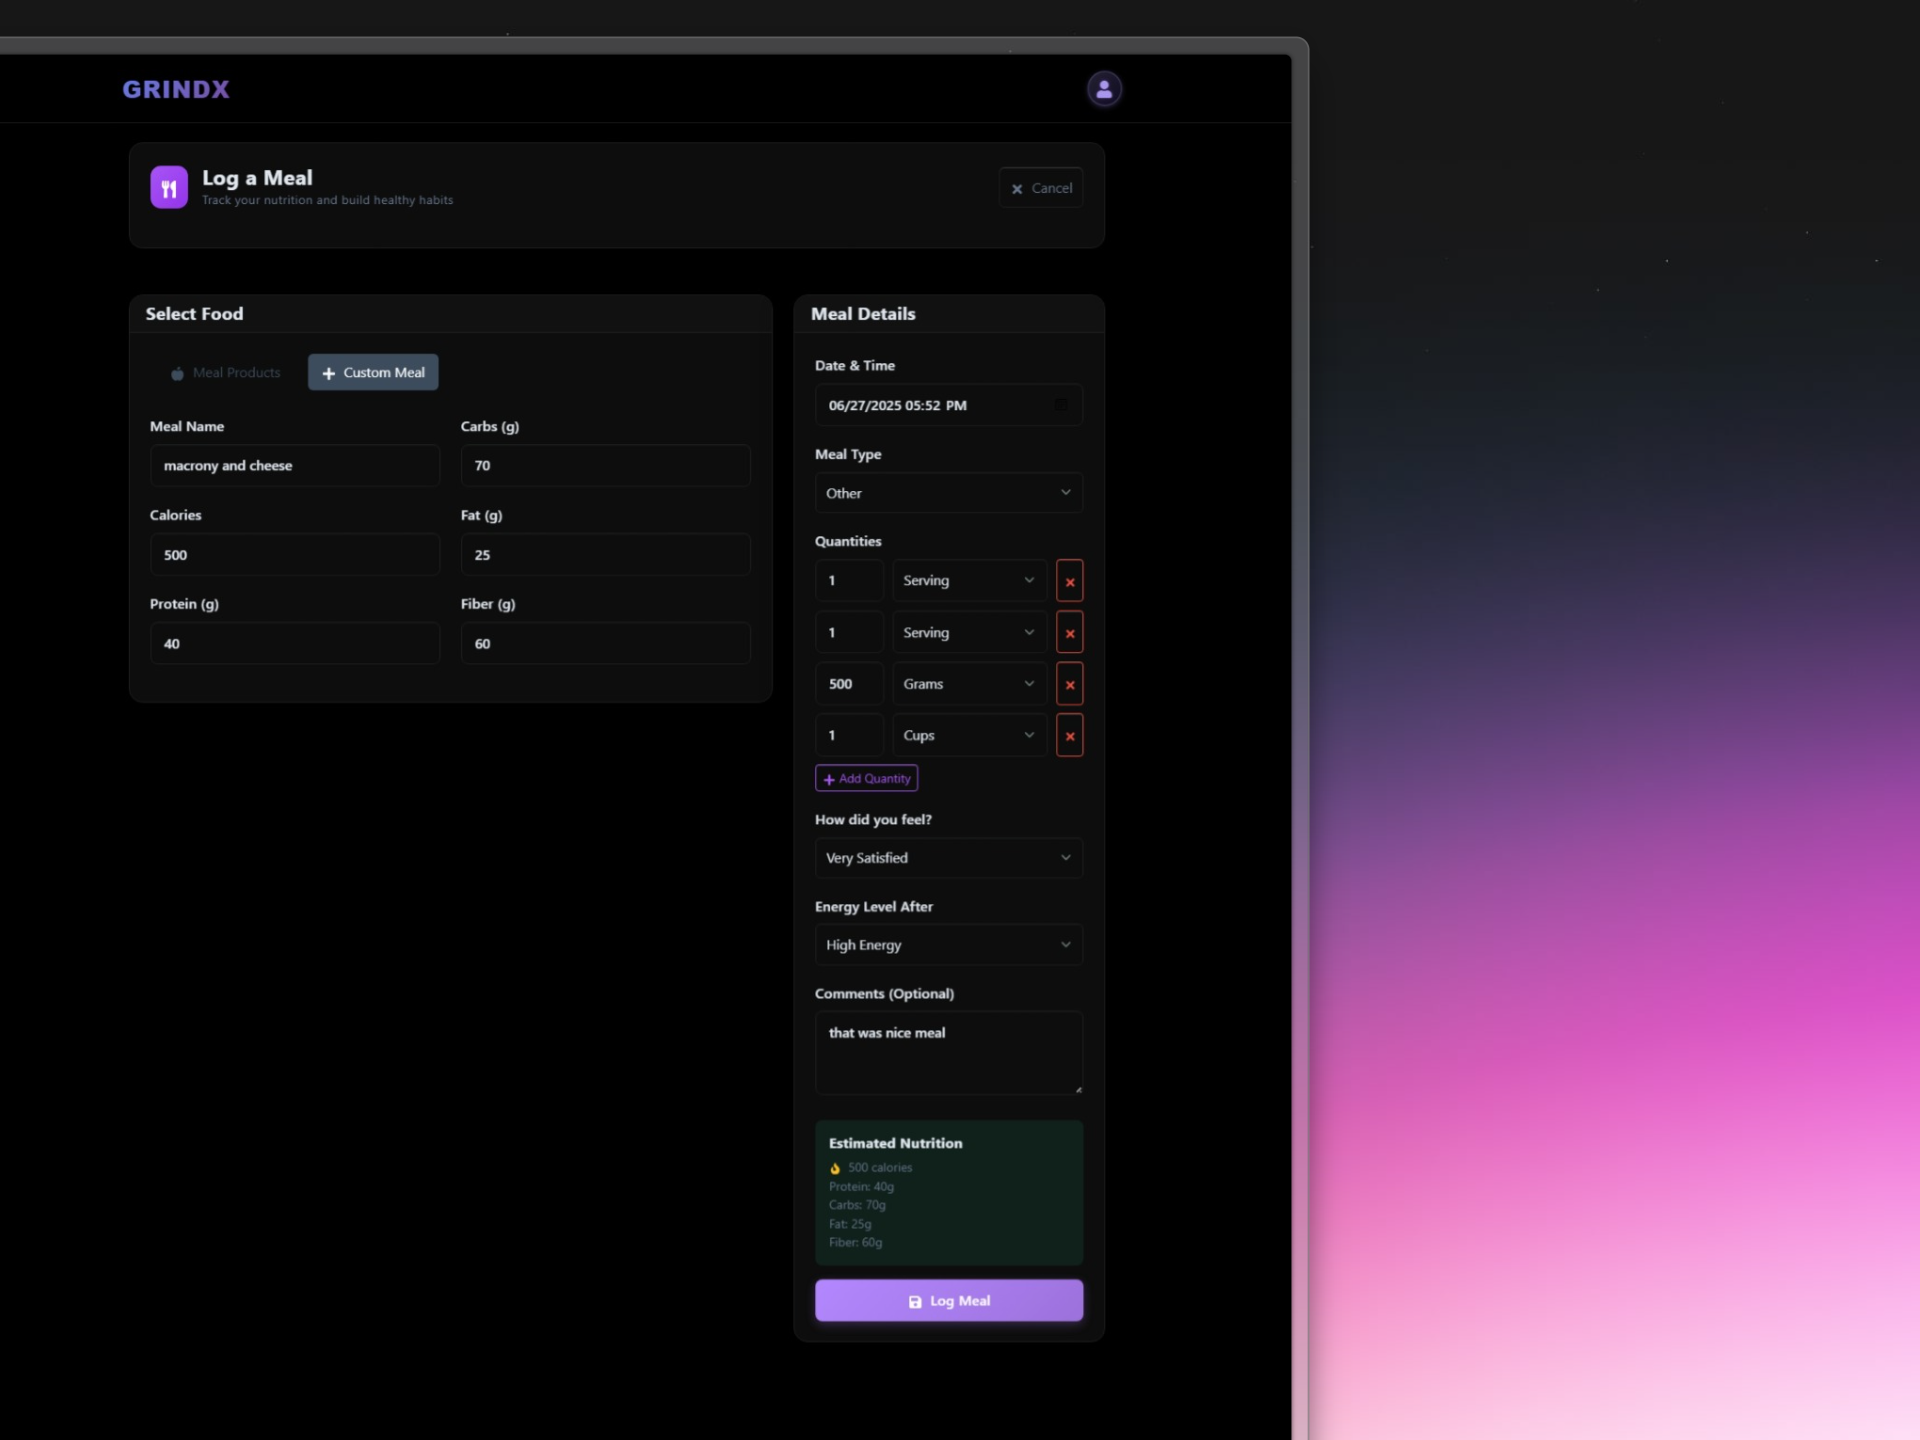 GRINDX
Log a Meal
Track your nutrition and build healthy habits
Cancel
Select Food
Meal Products
Custom Meal
Meal Name
macrony and cheese
Carbs (g)
70
Calories
500
Fat (g)
25
Protein (g)
40
Fiber (g)
60
Meal Details
Date & Time
06/27/2025 05:52 PM
Meal Type
Other
Quantities
1 Serving
1 Serving
500 Grams
1 Cups
Add Quantity
How did you feel?
Very Satisfied
Energy Level After
High Energy
Comments (Optional)
that was nice meal
Estimated Nutrition
500 calories
Protein: 40g
Carbs: 70g
Fat: 25g
Fiber: 60g
Log Meal